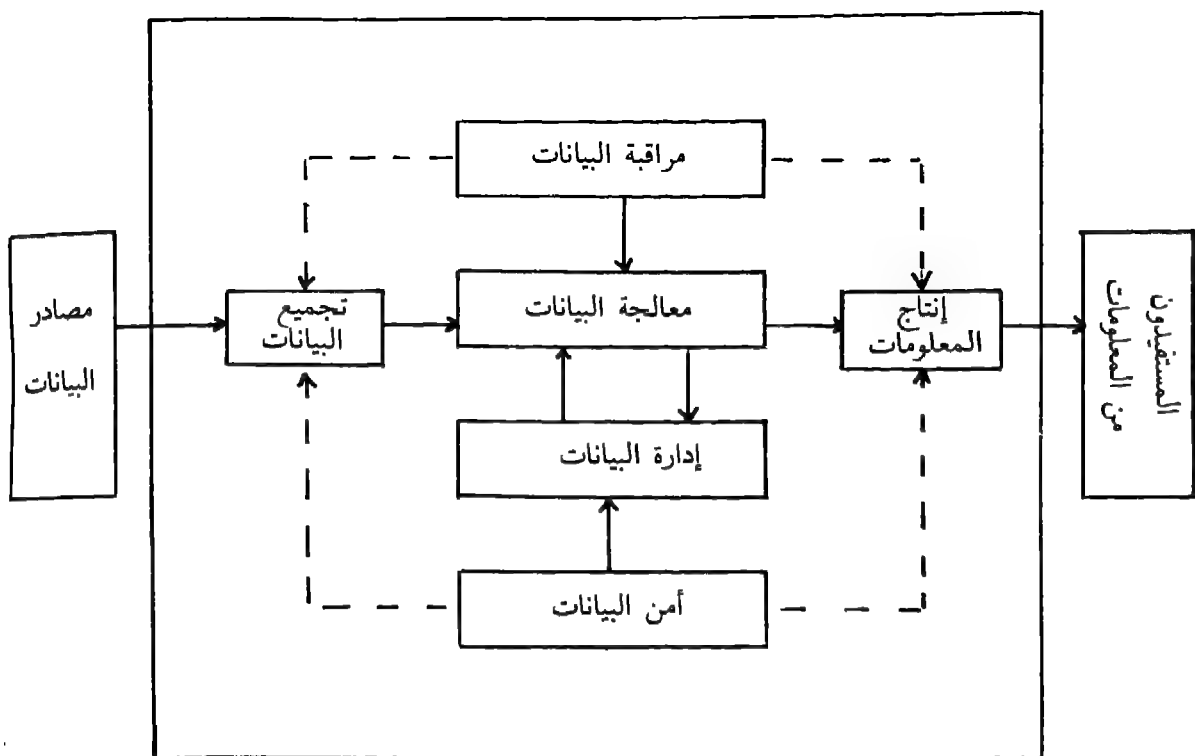 مراقبة البيانات
مصادر
البيانات
تجميع
البيانات
معالجة البيانات
إنتاج
المعلومات
المستفيدون
من المعلومات
إدارة البيانات
أمن البيانات